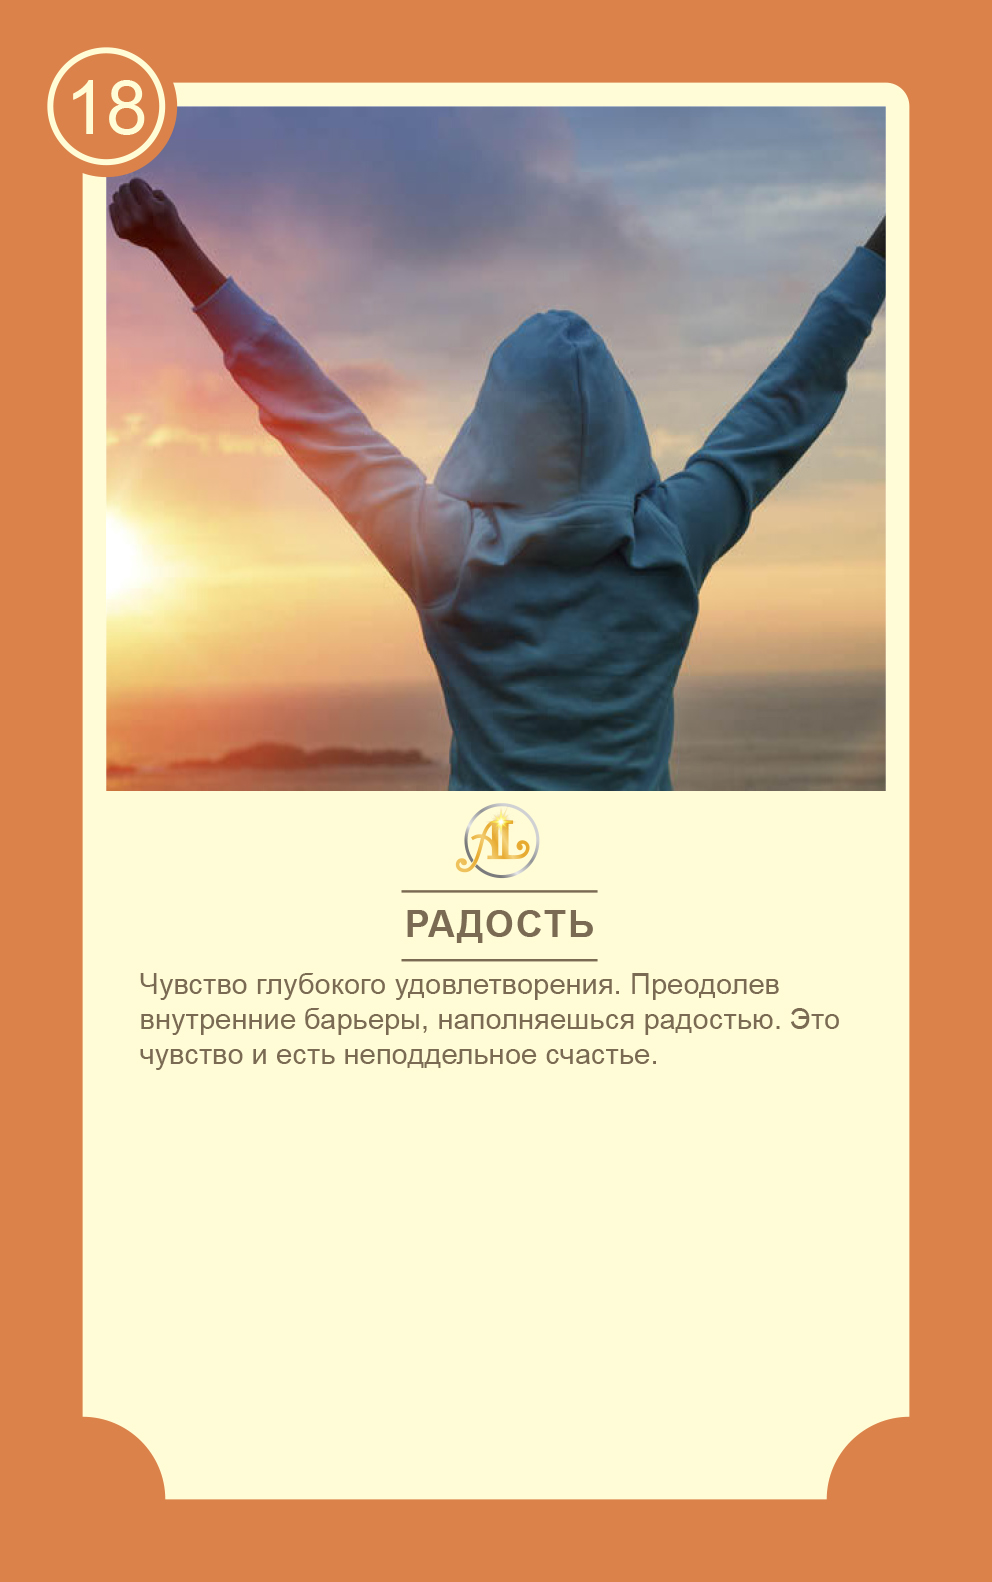 18
AL
РАДОСТЬ
Чувство глубокого удовлетворения. Преодолев
внутренние барьеры, наполняешься радостью. Это
чувство и есть неподдельное счастье.